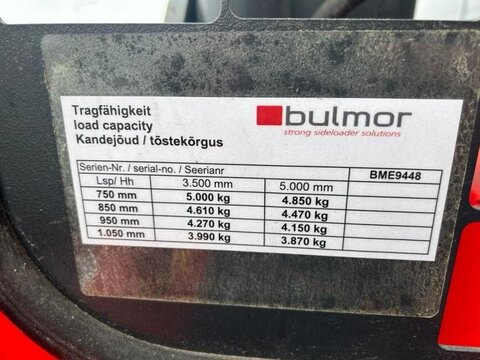 Tragfähigkeit
load capacity
Kandejõud / tõstekõrgus
bulmor
strong sideloader solutions
Serien-Nr. / serial-no. / Seerianr BME9448
Lsp/ Hh 3.500 mm 5.000 mm
750 mm 5.000 kg 4.850 kg
850 mm 4.610 kg 4.470 kg
950 mm 4.270 kg 4.150 kg
1.050 mm 3.990 kg 3.870 kg